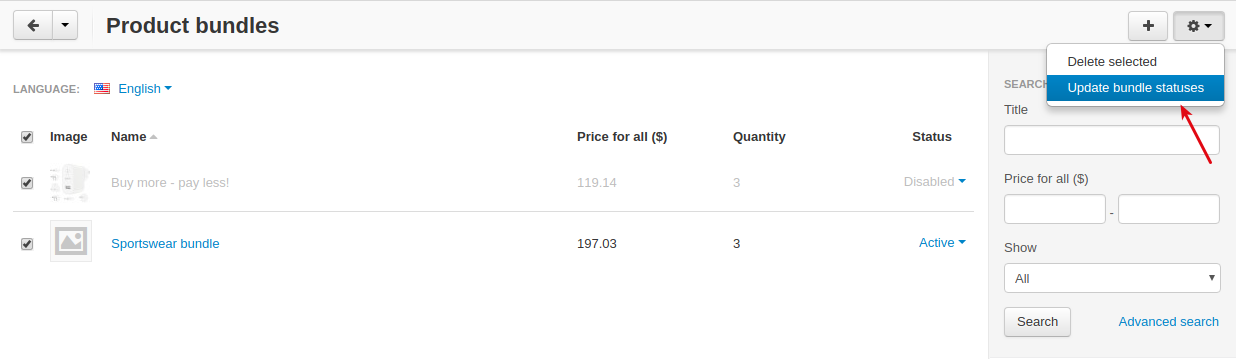 Product bundles
Delete selected
Update bundle statuses
LANGUAGE: English
Image Name Price for all ($) Quantity Status
Buy more - pay less! 119.14 3 Disabled
Sportswear bundle 197.03 3 Active
SEARCH
Title
Price for all ($)
-
Show
All
Search Advanced search